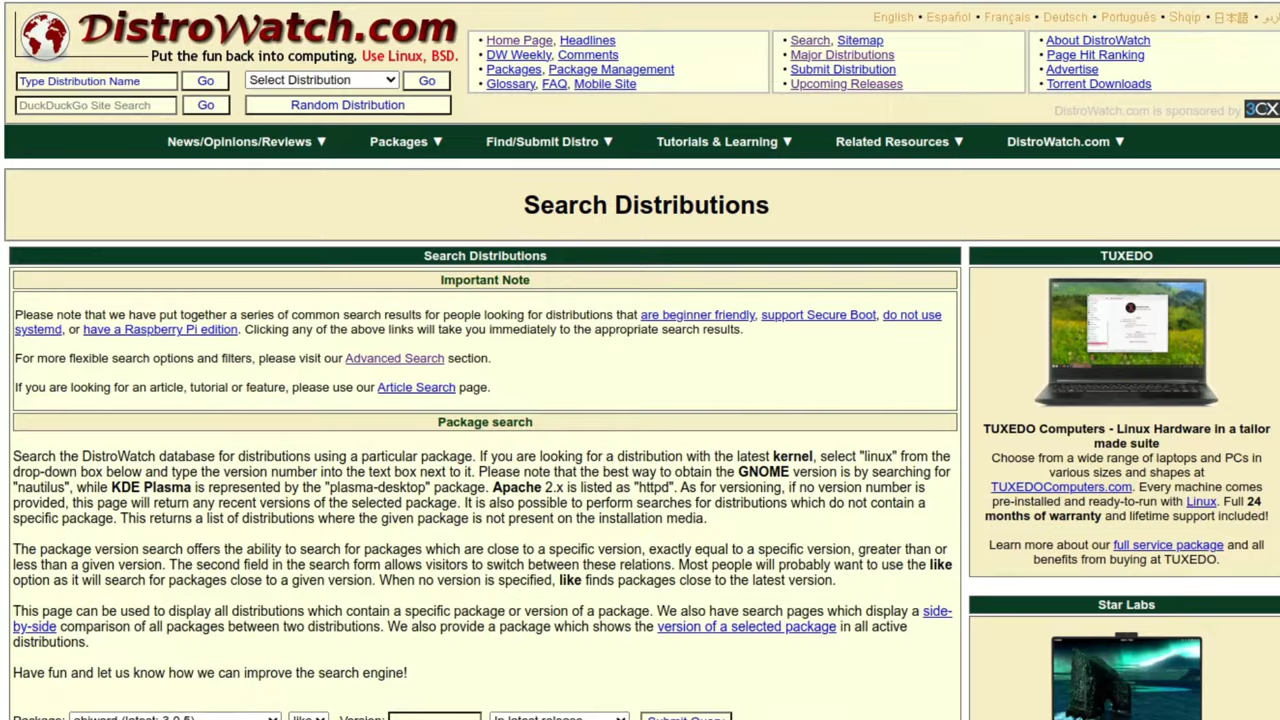 DistroWatch.com
Put the fun back into computing. Use Linux, BSD.
English • Español • Français • Deutsch • Português • Shqip • 日本語 •
Type Distribution Name Go Select Distribution Go
DuckDuckGo Site Search Go Random Distribution
• Home Page, Headlines
• DW Weekly, Comments
• Packages, Package Management
• Glossary, FAQ, Mobile Site
• Search, Sitemap
• Major Distributions
• Submit Distribution
• Upcoming Releases
• About DistroWatch
• Page Hit Ranking
• Advertise
• Torrent Downloads
DistroWatch.com is sponsored by 3CX
News/Opinions/Reviews ▼ Packages ▼ Find/Submit Distro ▼ Tutorials & Learning ▼ Related Resources ▼ DistroWatch.com ▼
Search Distributions
Search Distributions
Important Note
Please note that we have put together a series of common search results for people looking for distributions that are beginner friendly, support Secure Boot, do not use
systemd, or have a Raspberry Pi edition. Clicking any of the above links will take you immediately to the appropriate search results.
For more flexible search options and filters, please visit our Advanced Search section.
If you are looking for an article, tutorial or feature, please use our Article Search page.
Package search
Search the DistroWatch database for distributions using a particular package. If you are looking for a distribution with the latest kernel, select "linux" from the
drop-down box below and type the version number into the text box next to it. Please note that the best way to obtain the GNOME version is by searching for
"nautilus", while KDE Plasma is represented by the "plasma-desktop" package. Apache 2.x is listed as "httpd". As for versioning, if no version number is
provided, this page will return any recent versions of the selected package. It is also possible to perform searches for distributions which do not contain a
specific package. This returns a list of distributions where the given package is not present on the installation media.
The package version search offers the ability to search for packages which are close to a specific version, exactly equal to a specific version, greater than or
less than a given version. The second field in the search form allows visitors to switch between these relations. Most people will probably want to use the like
option as it will search for packages close to a given version. When no version is specified, like finds packages close to the latest version.
This page can be used to display all distributions which contain a specific package or version of a package. We also have search pages which display a side-
by-side comparison of all packages between two distributions. We also provide a package which shows the version of a selected package in all active
distributions.
Have fun and let us know how we can improve the search engine!
Package: abiword (latest: 3.0.5) like Version: In latest release Submit Query
TUXEDO
TUXEDO Computers - Linux Hardware in a tailor
made suite
Choose from a wide range of laptops and PCs in
various sizes and shapes at
TUXEDOComputers.com. Every machine comes
pre-installed and ready-to-run with Linux. Full 24
months of warranty and lifetime support included!
Learn more about our full service package and all
benefits from buying at TUXEDO.
Star Labs